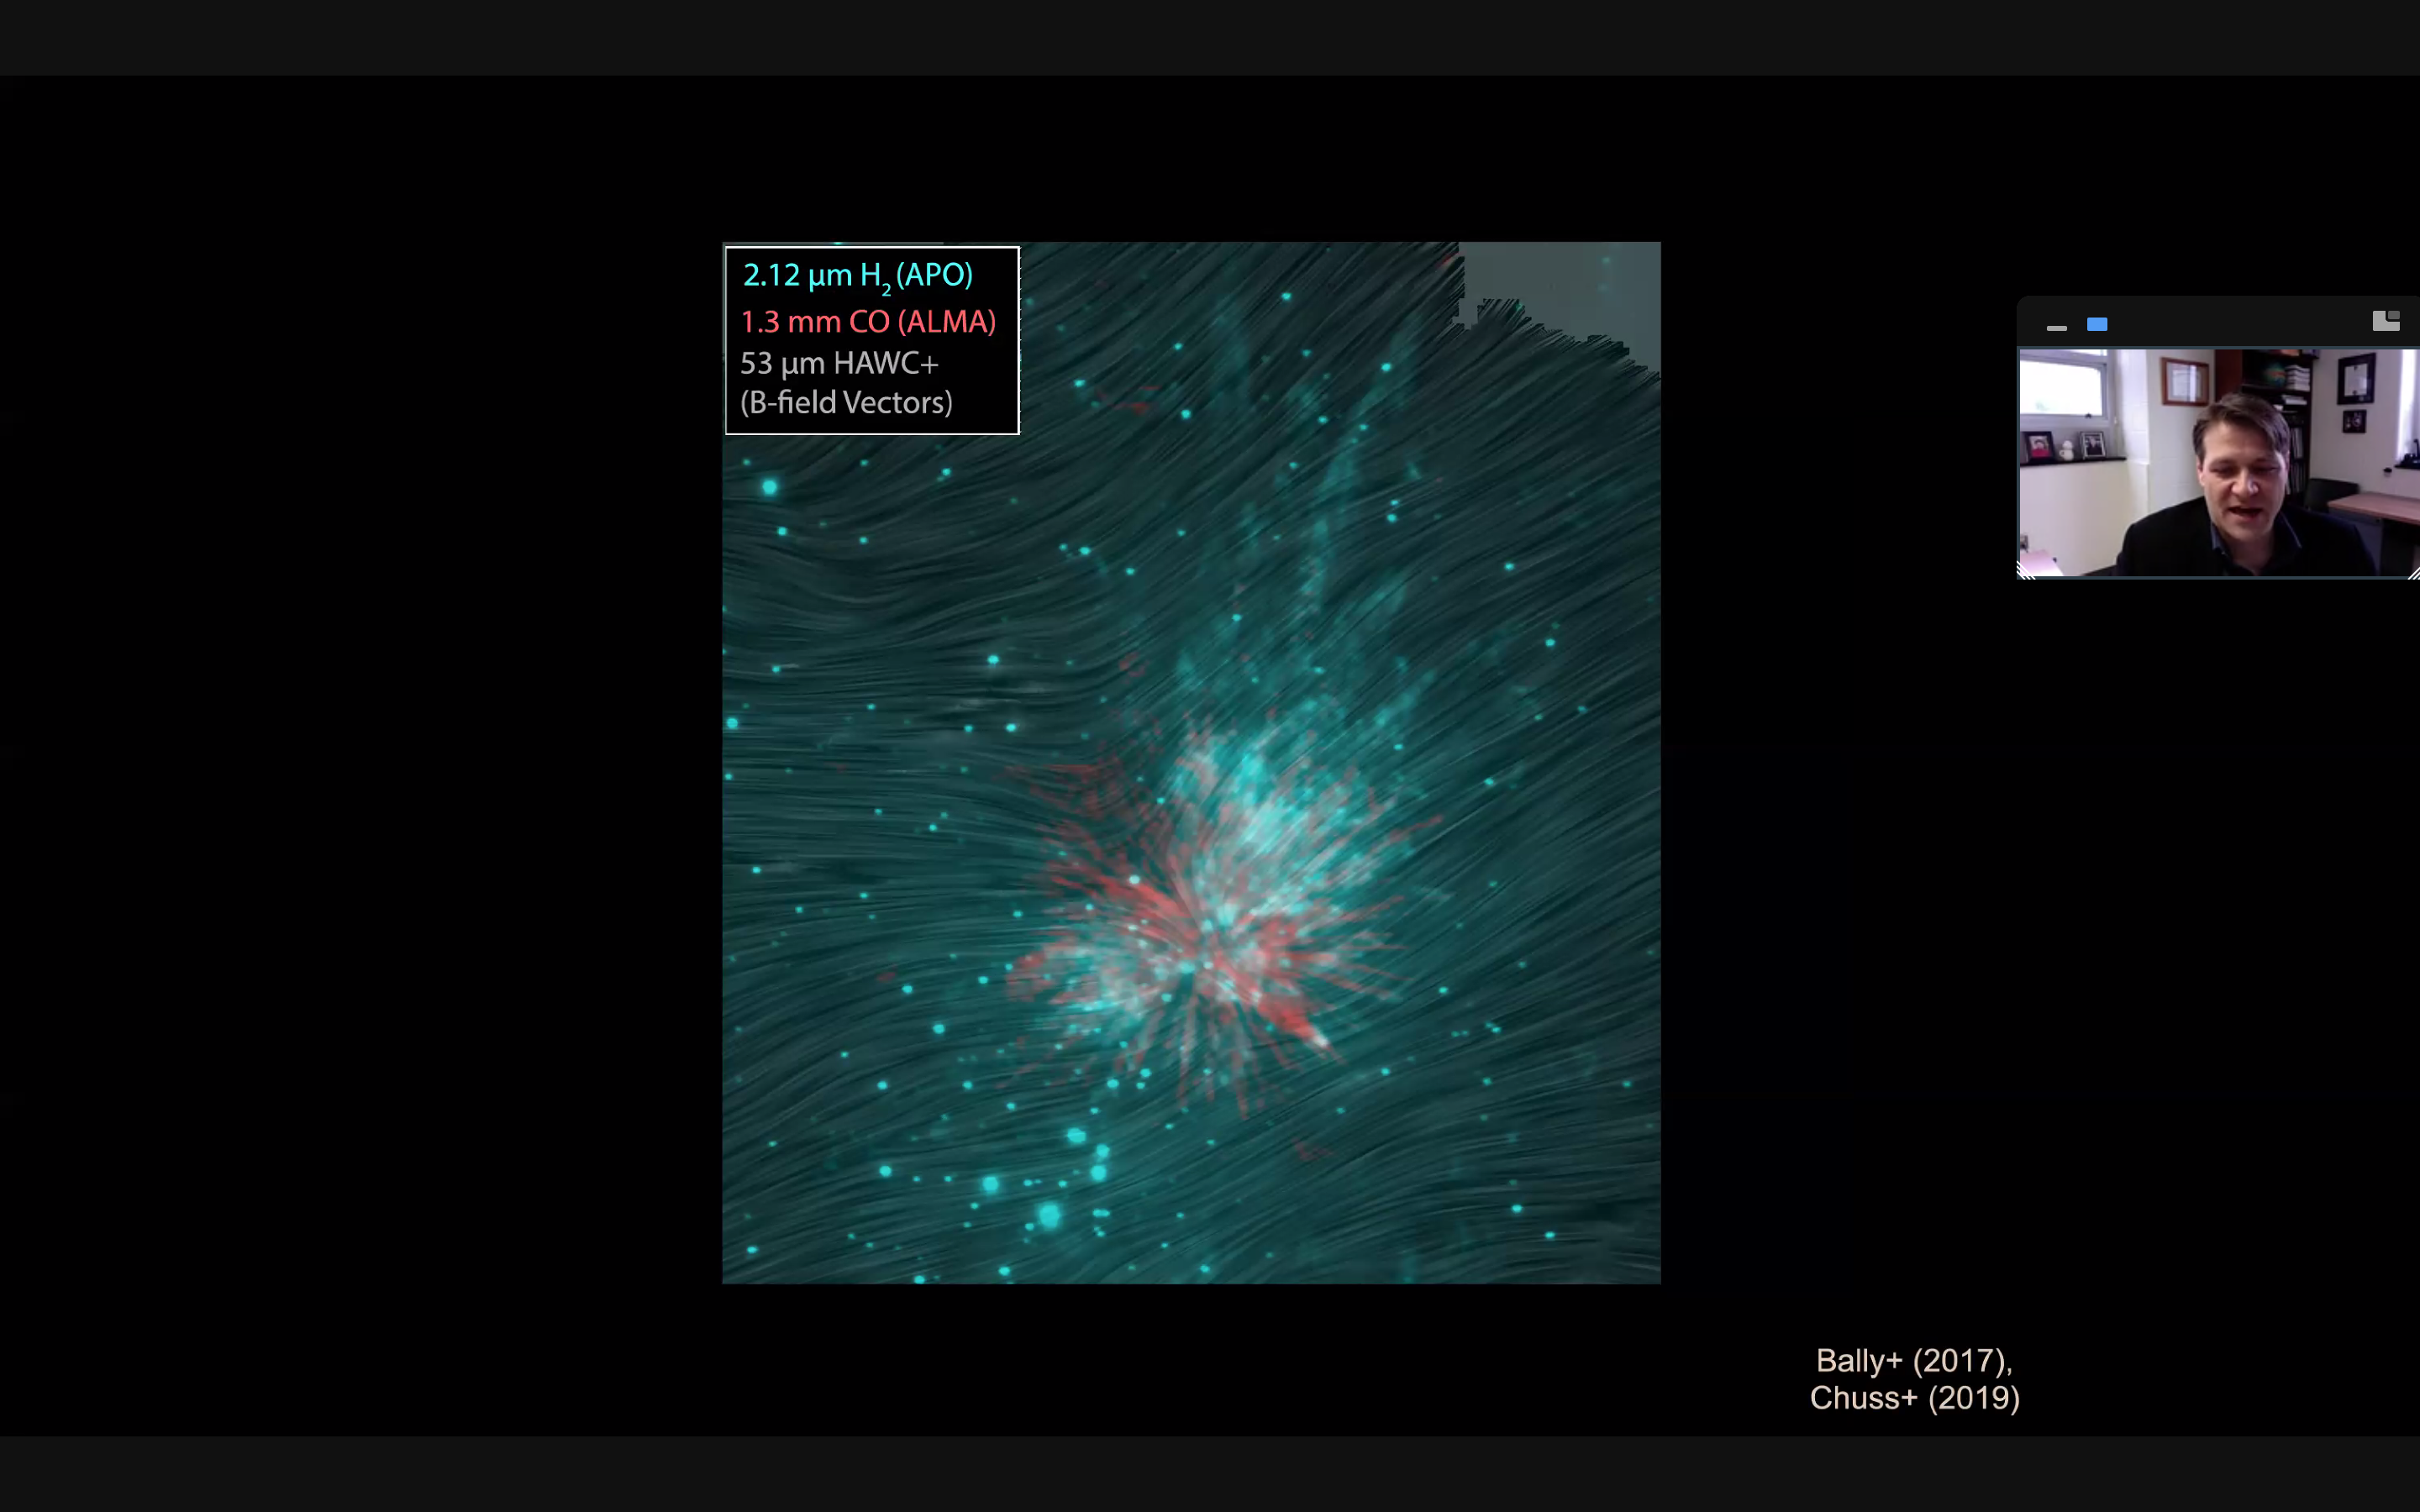 2.12 µm H₂ (APO)
1.3 mm CO (ALMA)
53 µm HAWC+
(B-field Vectors)
Bally+ (2017),
Chuss+ (2019)